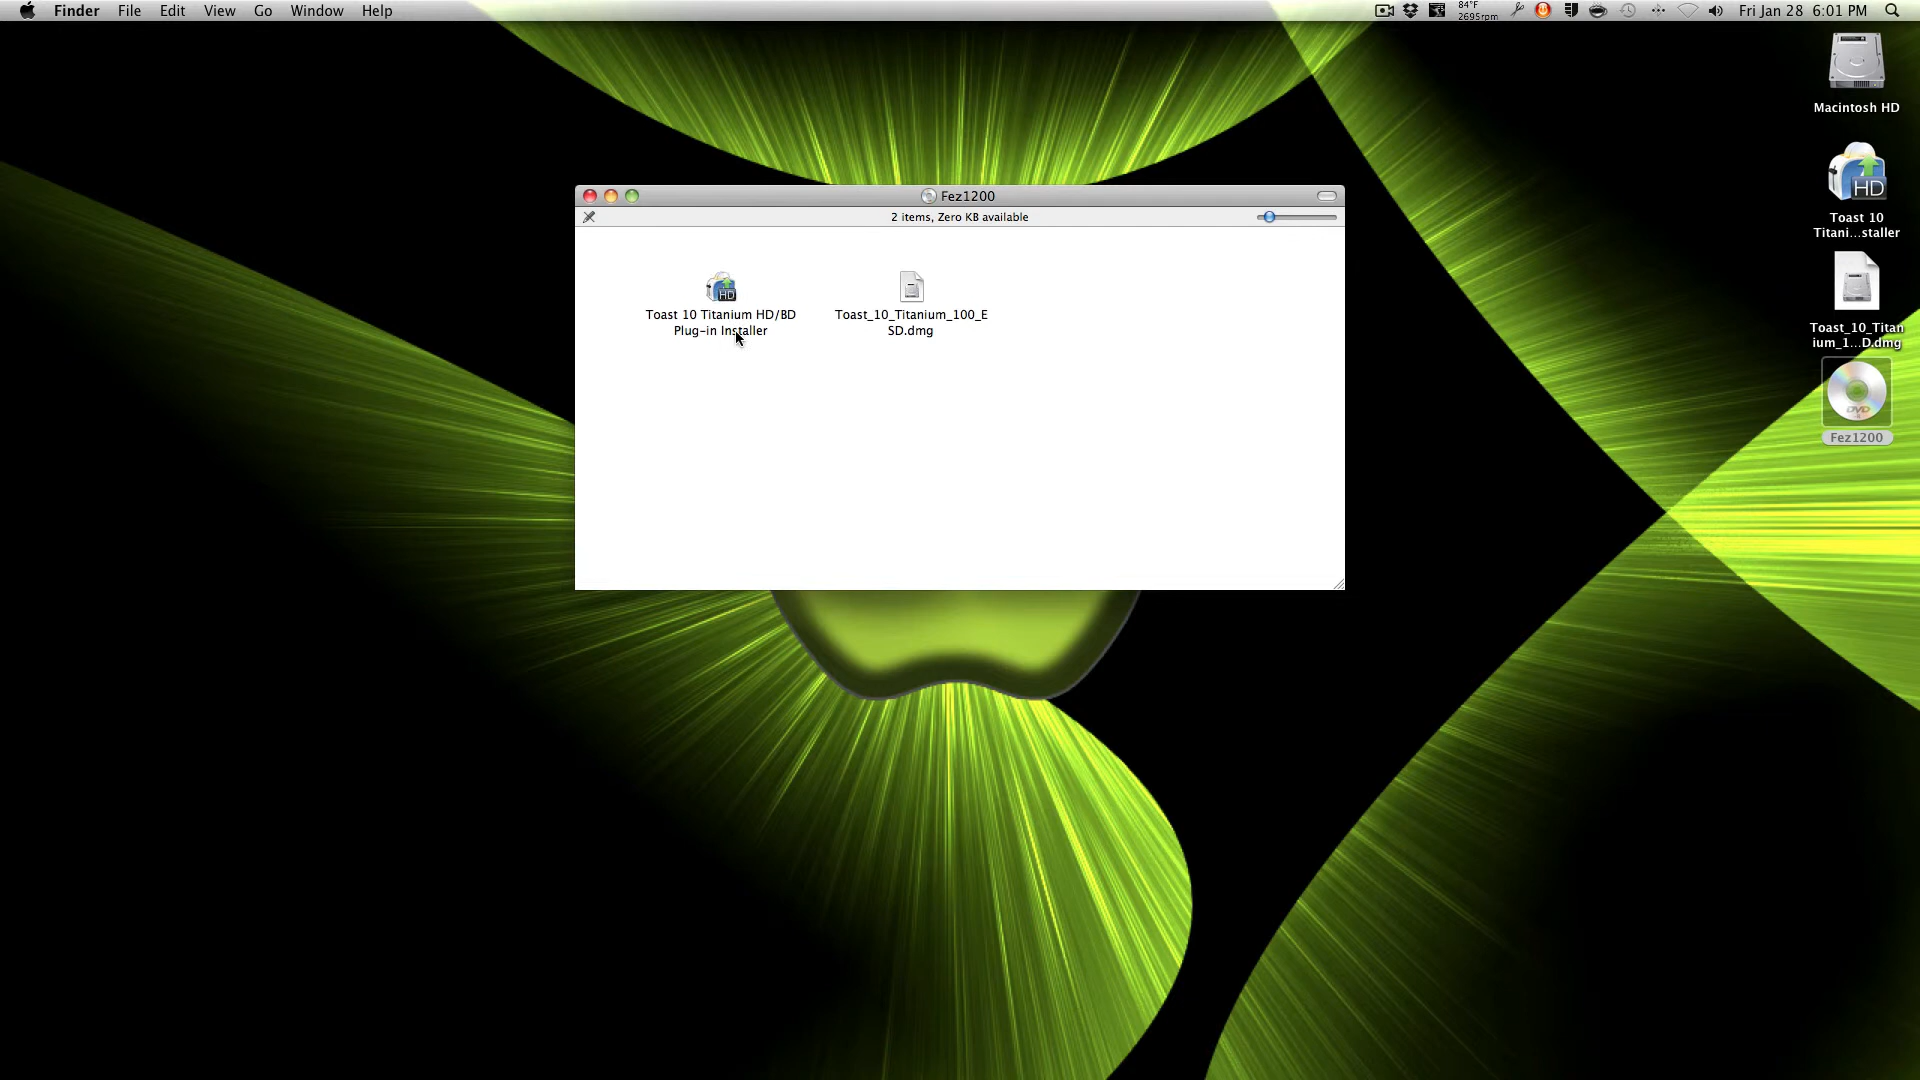 Finder File Edit View Go Window Help
84°F
2695rpm
Fri Jan 28 6:01 PM
Macintosh HD
HD
Toast 10
Titani...staller
Toast_10_Titan
ium_1...D.dmg
DVD
Fez1200
Fez1200
2 items, Zero KB available
HD
Toast 10 Titanium HD/BD
Plug-in Installer
Toast_10_Titanium_100_E
SD.dmg